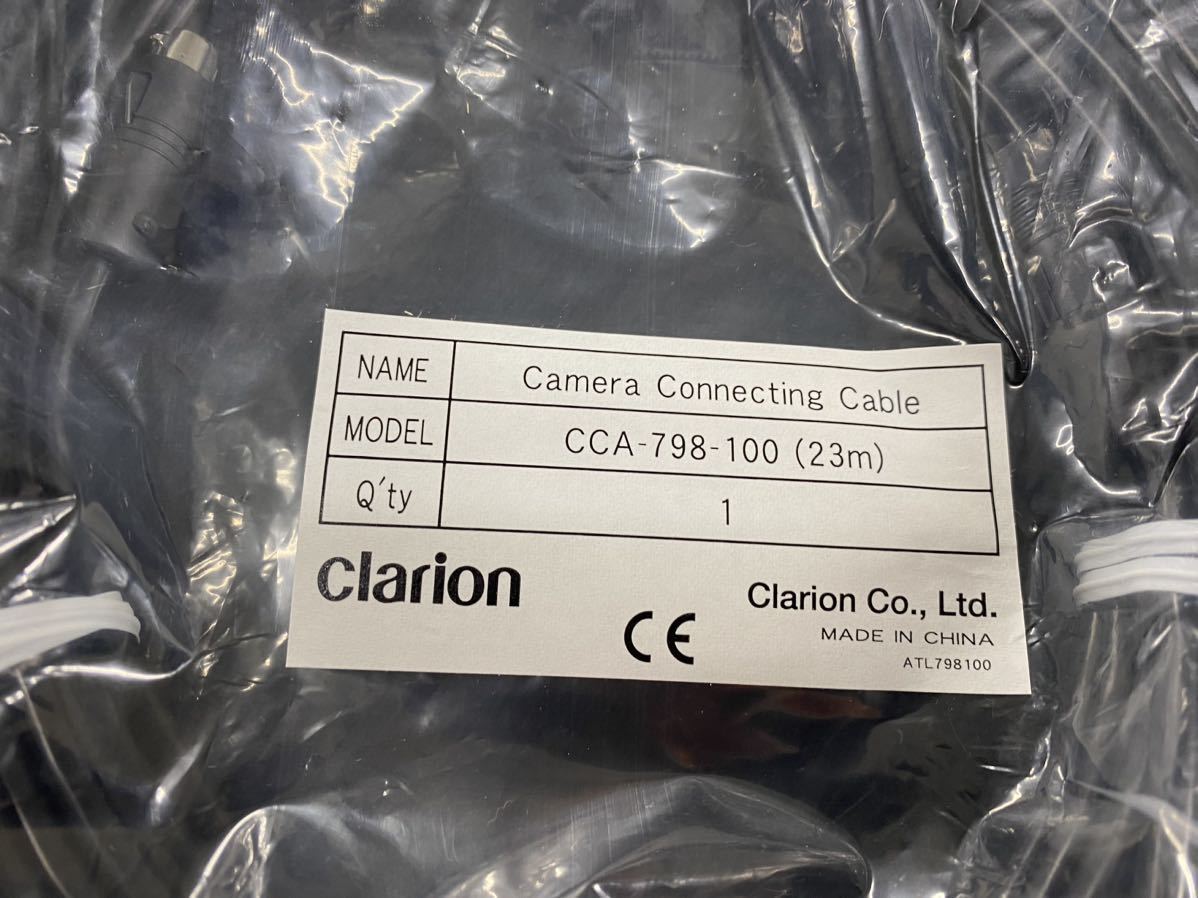 NAME Camera Connecting Cable
MODEL CCA-798-100 (23m)
Q'ty 1
clarion
CE
Clarion Co., Ltd.
MADE IN CHINA
ATL798100